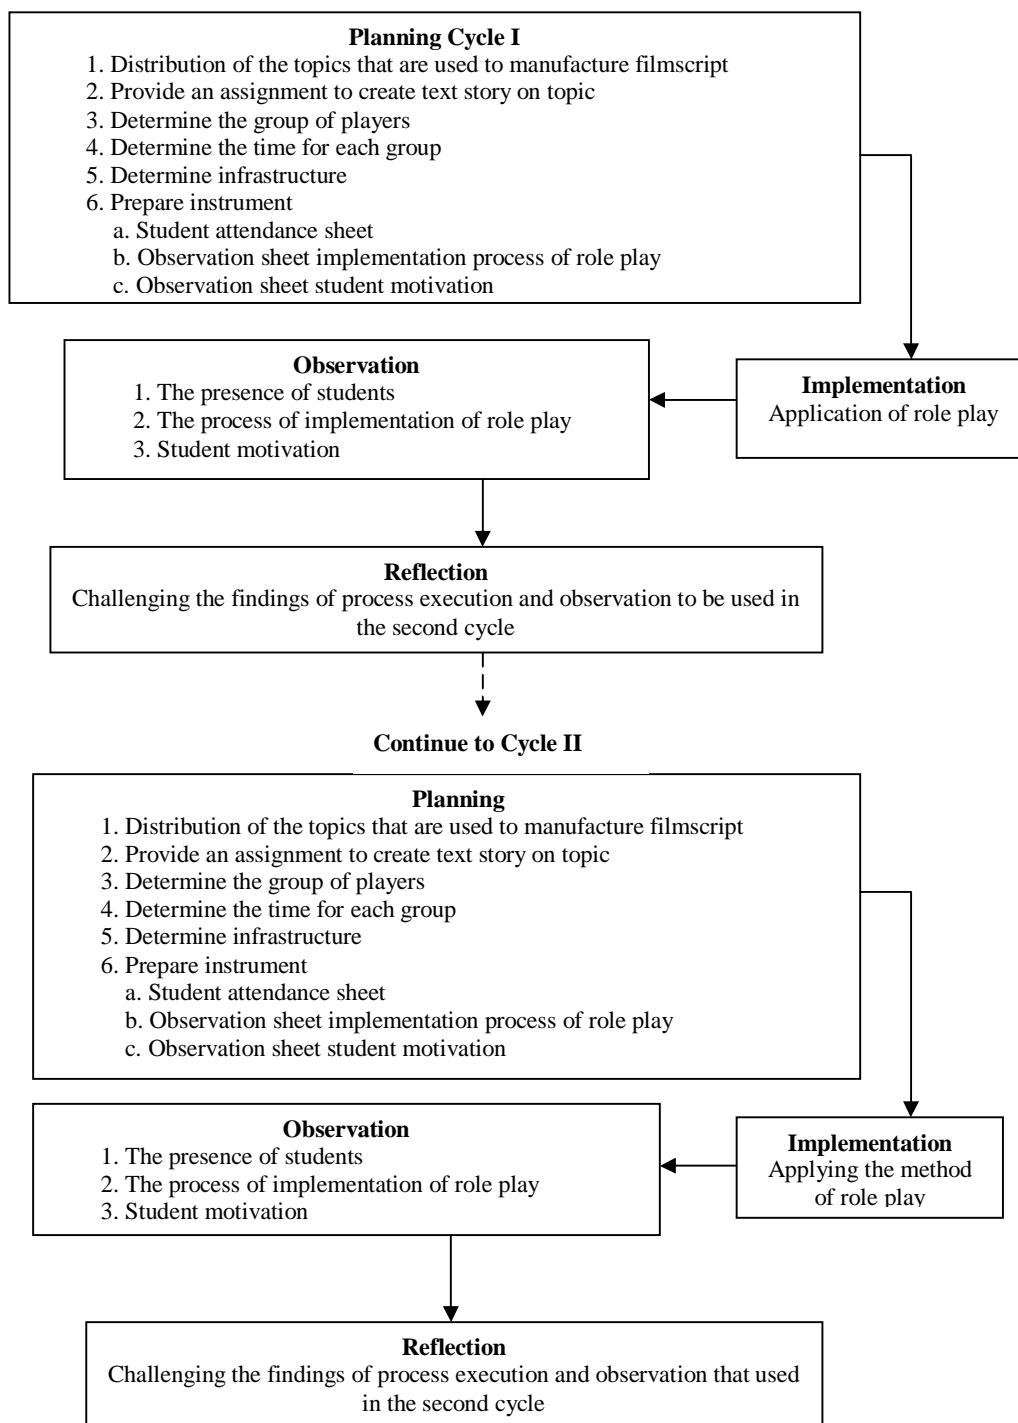 Planning Cycle I
1. Distribution of the topics that are used to manufacture filmscript
2. Provide an assignment to create text story on topic
3. Determine the group of players
4. Determine the time for each group
5. Determine infrastructure
6. Prepare instrument
a. Student attendance sheet
b. Observation sheet implementation process of role play
c. Observation sheet student motivation
Implementation
Application of role play
Observation
1. The presence of students
2. The process of implementation of role play
3. Student motivation
Reflection
Challenging the findings of process execution and observation to be used in
the second cycle
Continue to Cycle II
Planning
1. Distribution of the topics that are used to manufacture filmscript
2. Provide an assignment to create text story on topic
3. Determine the group of players
4. Determine the time for each group
5. Determine infrastructure
6. Prepare instrument
a. Student attendance sheet
b. Observation sheet implementation process of role play
c. Observation sheet student motivation
Implementation
Applying the method
of role play
Observation
1. The presence of students
2. The process of implementation of role play
3. Student motivation
Reflection
Challenging the findings of process execution and observation that used
in the second cycle